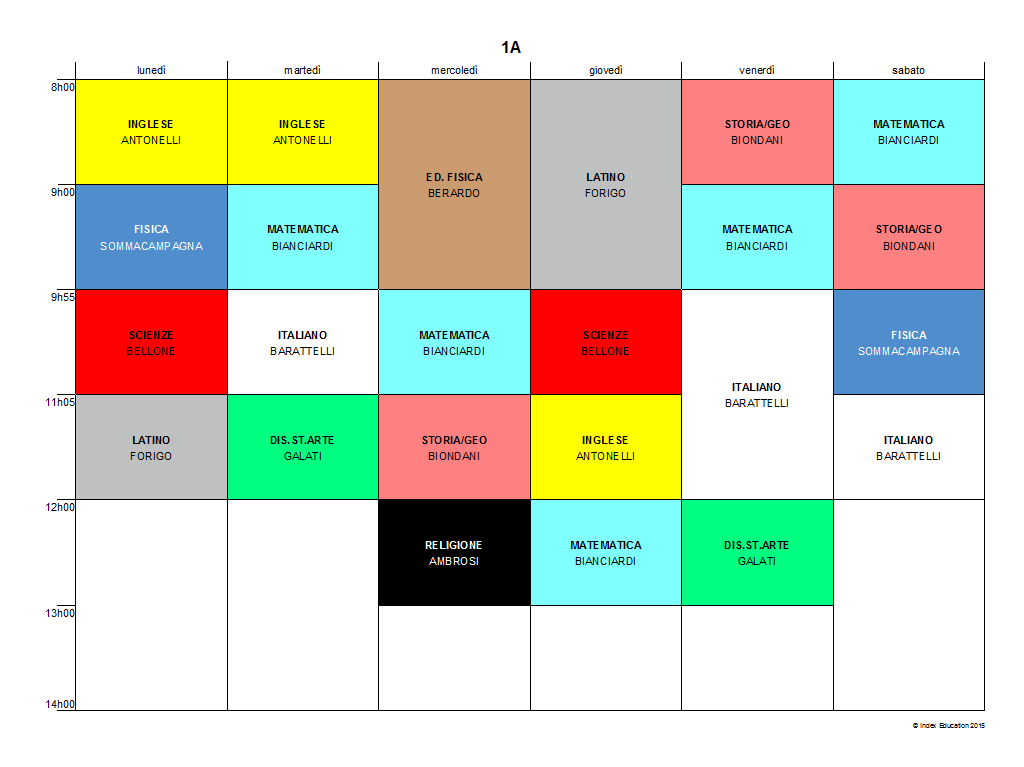 1A
lunedì martedì mercoledì giovedì venerdì sabato
8h00
INGLESE INGLESE STORIA/GEO MATEMATICA
ANTONELLI ANTONELLI BIONDANI BIANCIARDI
ED. FISICA LATINO
9h00 BERARDO FORIGO
FISICA MATEMATICA MATEMATICA STORIA/GEO
SOMMACAMPAGNA BIANCIARDI BIANCIARDI BIONDANI
9h55
SCIENZE ITALIANO MATEMATICA SCIENZE FISICA
BELLONE BARATTELLI BIANCIARDI BELLONE SOMMACAMPAGNA
ITALIANO
11h05 BARATTELLI
LATINO DIS.ST.ARTE STORIA/GEO INGLESE ITALIANO
FORIGO GALATI BIONDANI ANTONELLI BARATTELLI
12h00
RELIGIONE MATEMATICA DIS.ST.ARTE
AMBROSI BIANCIARDI GALATI
13h00
14h00
© Index Education 2015